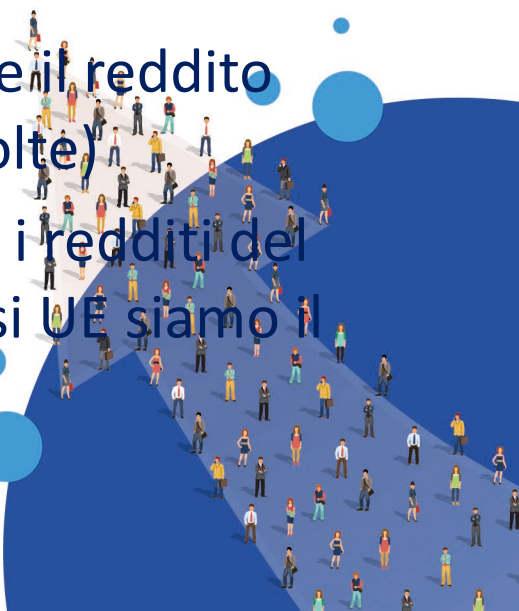 e il reddito
olte)
i redditi del
si UE siamo il